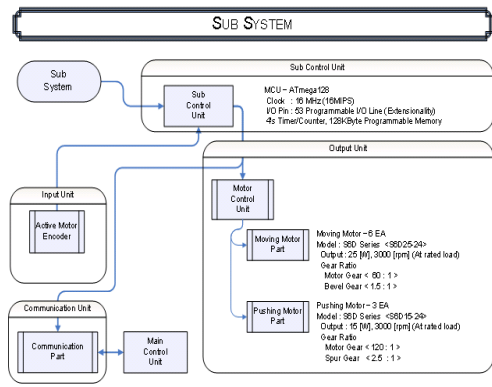 SUB SYSTEM
Sub
System
Sub Control Unit
Sub
Control
Unit
MCU – ATmega128
Clock : 16 MHz (16MIPS)
I/O Pin : 53 Programmable I/O Line (Extensionality)
4s Timer/Counter, 128KByte Programmable Memory
Output Unit
Motor
Control
Unit
Input Unit
Active Motor
Encoder
Moving Motor
Part
Moving Motor – 6 EA
Model : S6D Series <S6D25-24>
Output : 25 [W], 3000 [rpm] (At rated load)
Gear Ratio
Motor Gear < 60 : 1 >
Bevel Gear < 1.5 : 1 >
Pushing Motor
Part
Pushing Motor – 3 EA
Model : S6D Series <S6D15-24>
Output : 15 [W], 3000 [rpm] (At rated load)
Gear Ratio
Motor Gear < 120 : 1 >
Spur Gear < 2.5 : 1 >
Communication Unit
Communication
Part
Main
Control
Unit